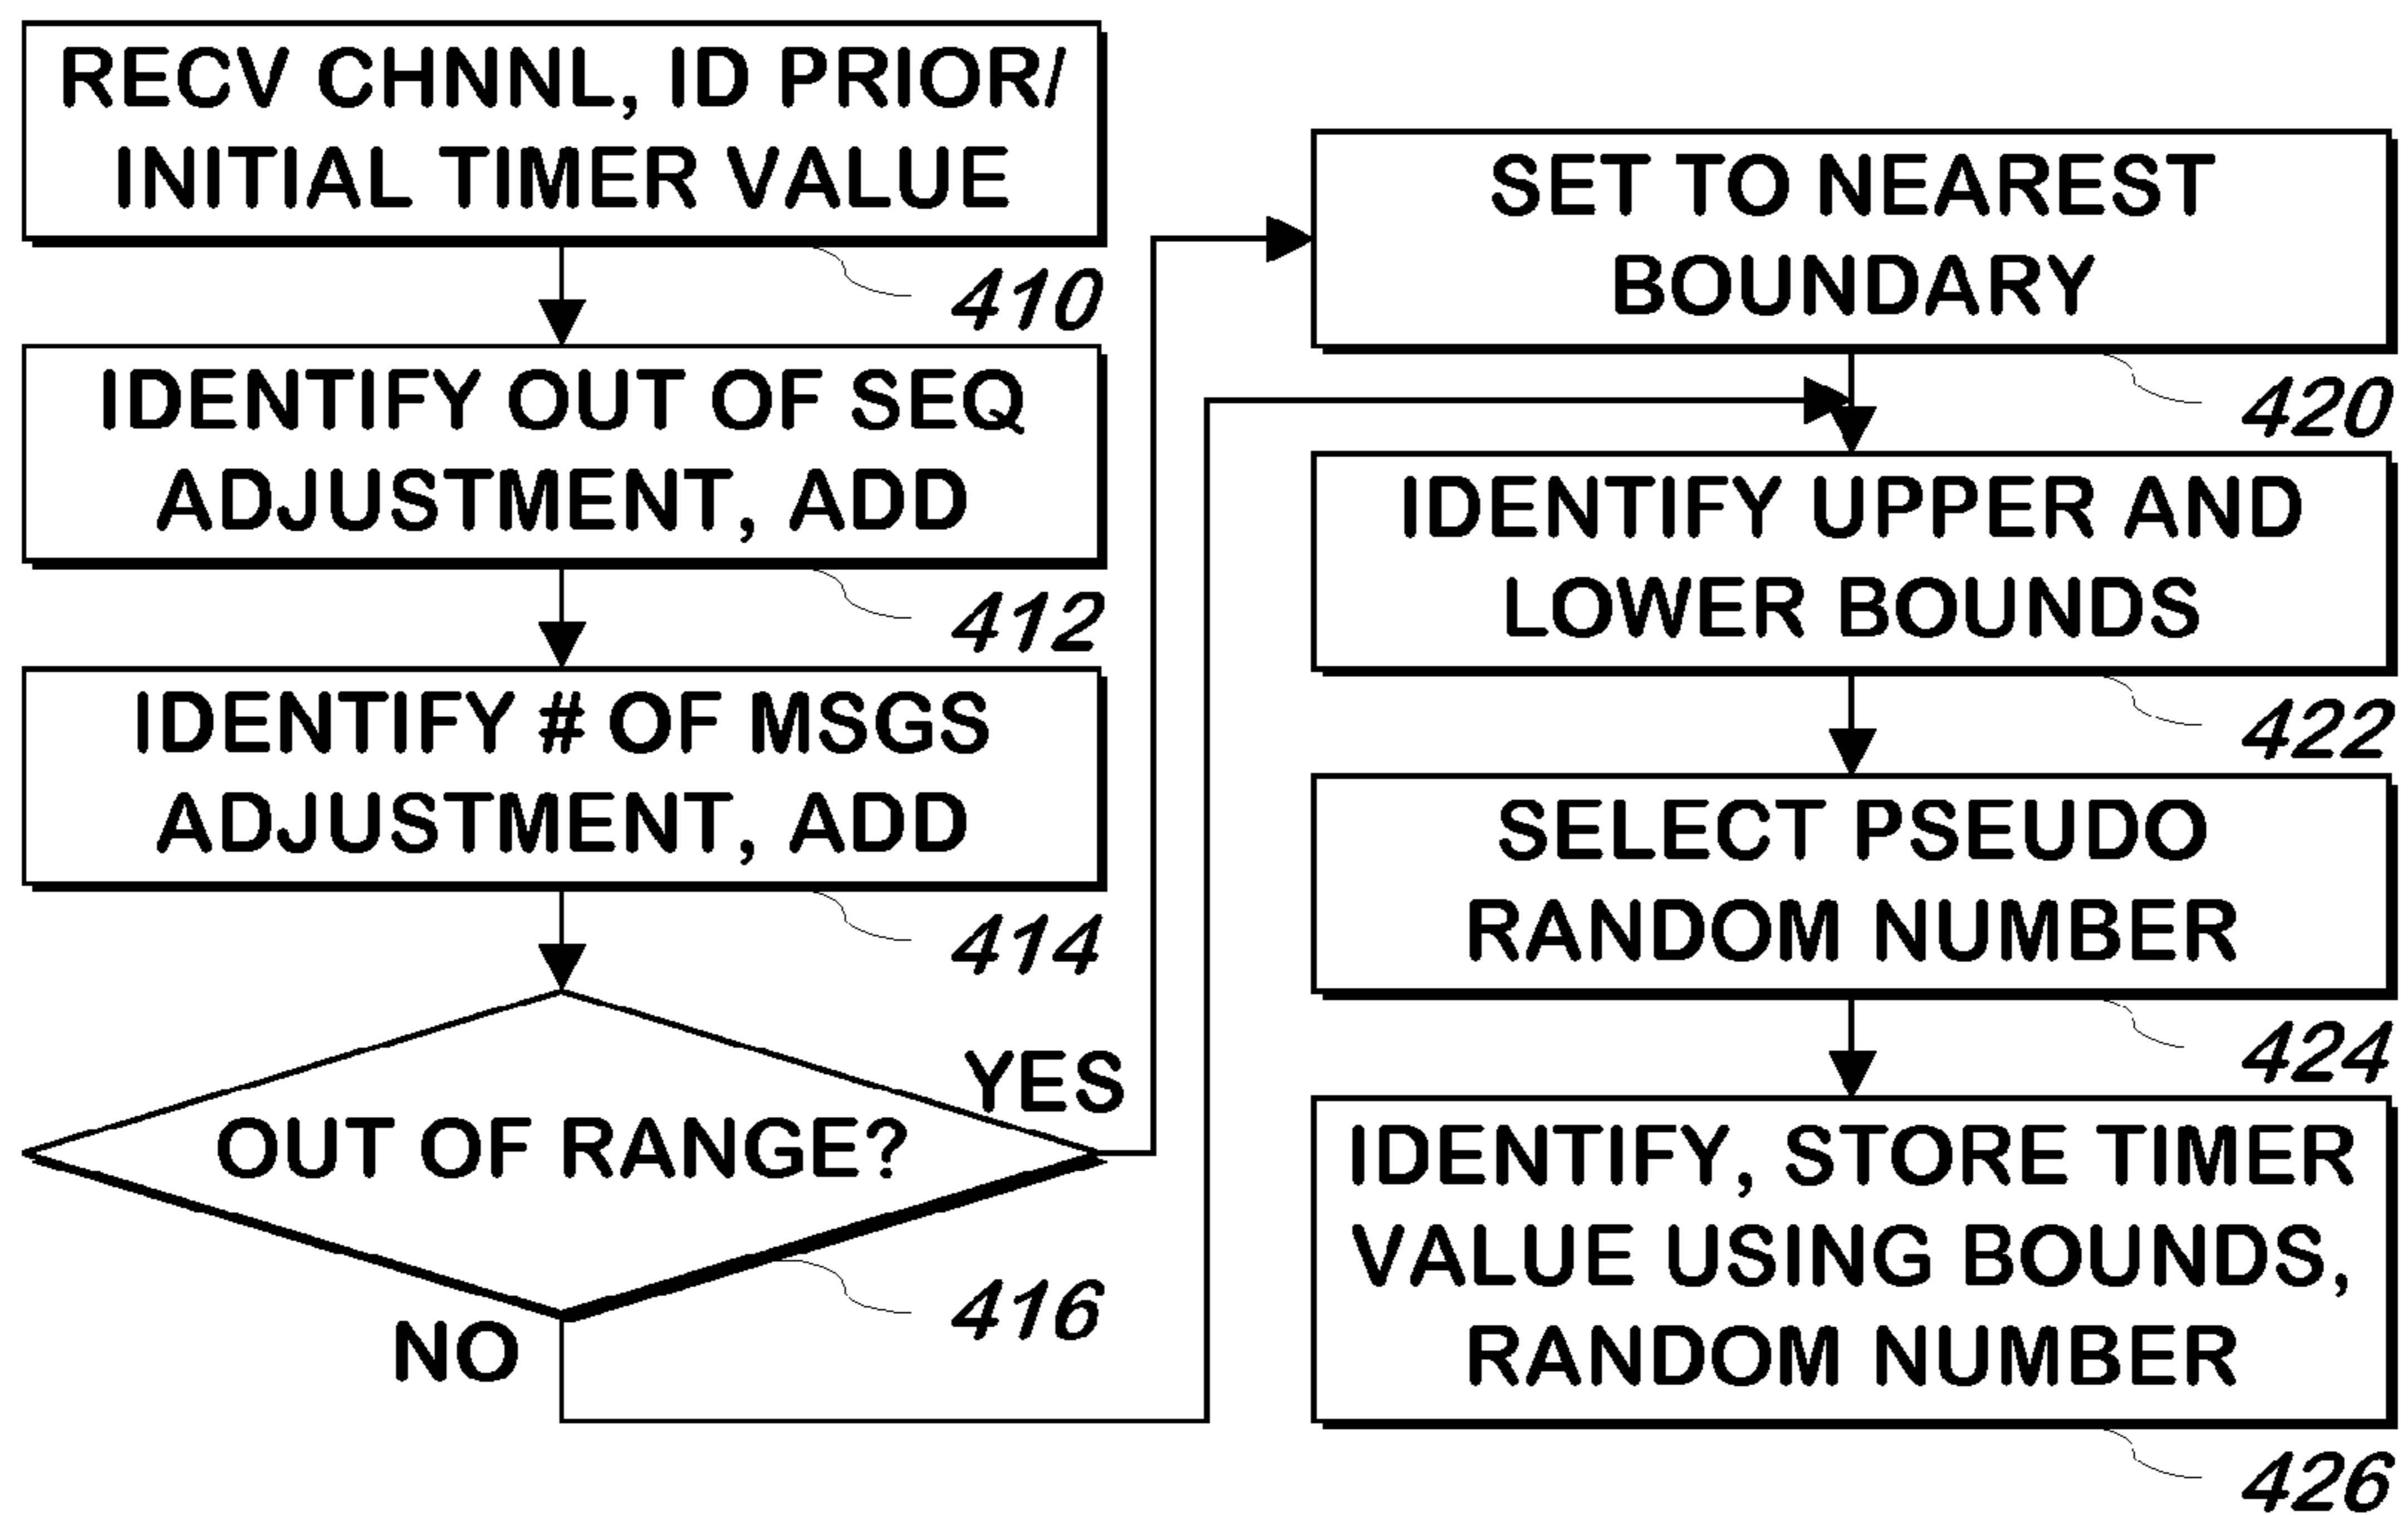 RECV CHNNL, ID PRIOR/
INITIAL TIMER VALUE
410
IDENTIFY OUT OF SEQ
ADJUSTMENT, ADD
412
IDENTIFY # OF MSGS
ADJUSTMENT, ADD
414
YES
OUT OF RANGE?
416
NO
SET TO NEAREST
BOUNDARY
420
IDENTIFY UPPER AND
LOWER BOUNDS
422
SELECT PSEUDO
RANDOM NUMBER
424
IDENTIFY, STORE TIMER
VALUE USING BOUNDS,
RANDOM NUMBER
426